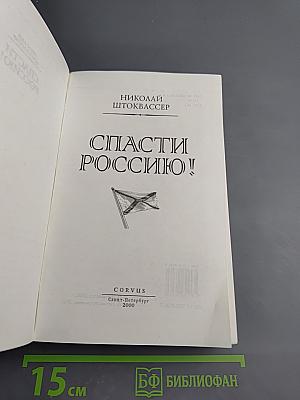 НИКОЛАЙ
ШТОКВАССЕР
СПАСТИ
РОССИЮ!
CORVUS
Санкт-Петербург
2000
15 см
БФ БИБЛИОФАН